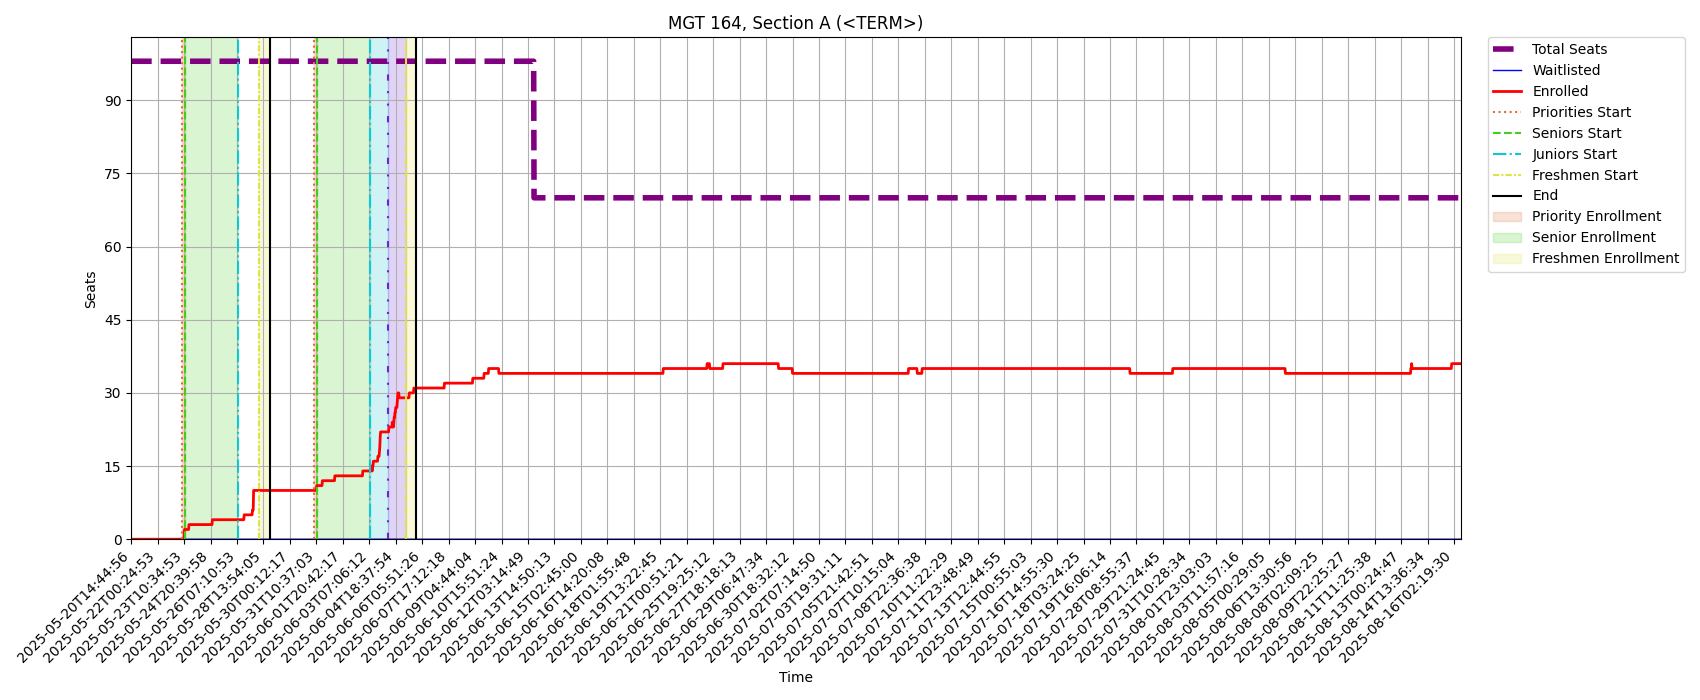 MGT 164, Section A (<TERM>)
Total Seats
Waitlisted
Enrolled
Priorities Start
Seniors Start
Juniors Start
Freshmen Start
End
Priority Enrollment
Senior Enrollment
Freshmen Enrollment
Seats
90
75
60
45
30
15
0
2025-05-20T14:44:56
2025-05-22T00:24:53
2025-05-23T10:34:53
2025-05-24T20:39:58
2025-05-26T07:10:53
2025-05-28T13:54:05
2025-05-30T00:12:17
2025-05-31T10:37:03
2025-06-01T20:42:17
2025-06-03T07:06:12
2025-06-04T18:37:54
2025-06-06T05:51:26
2025-06-07T17:12:18
2025-06-09T04:44:04
2025-06-10T15:51:24
2025-06-12T03:14:49
2025-06-13T14:50:13
2025-06-15T02:45:00
2025-06-16T14:20:08
2025-06-18T01:55:48
2025-06-19T13:22:45
2025-06-21T00:51:21
2025-06-25T19:25:12
2025-06-27T18:18:13
2025-06-29T06:47:34
2025-06-30T18:32:12
2025-07-02T07:14:50
2025-07-03T19:31:11
2025-07-05T21:42:51
2025-07-07T10:15:04
2025-07-08T22:36:38
2025-07-10T11:22:29
2025-07-11T23:48:49
2025-07-13T12:44:55
2025-07-15T00:55:03
2025-07-16T14:55:30
2025-07-18T03:24:25
2025-07-19T16:06:14
2025-07-28T08:55:37
2025-07-29T21:24:45
2025-07-31T10:28:34
2025-08-01T23:03:03
2025-08-03T11:57:16
2025-08-05T00:29:05
2025-08-06T13:30:56
2025-08-08T02:09:25
2025-08-09T22:25:27
2025-08-11T11:25:38
2025-08-13T00:24:47
2025-08-14T13:36:34
2025-08-16T02:19:30
Time